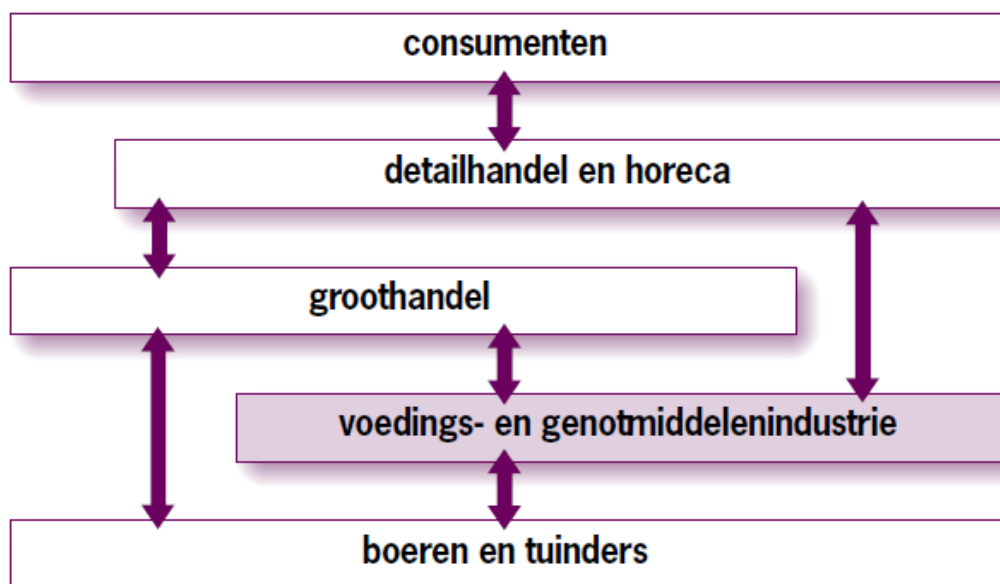 consumenten
detailhandel en horeca
groothandel
voedings- en genotmiddelenindustrie
boeren en tuinders